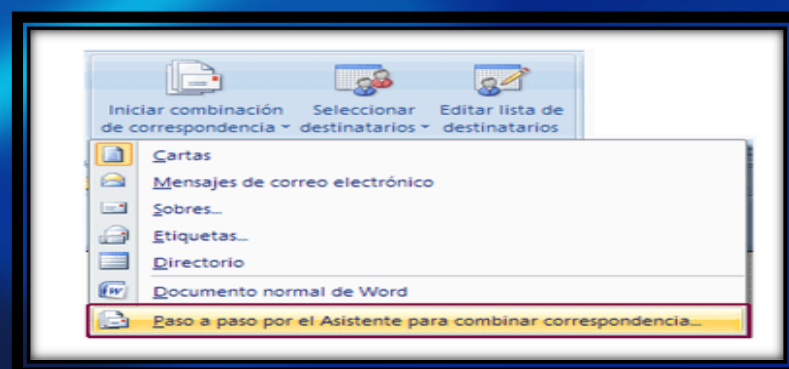 Iniciar combinación Seleccionar Editar lista de
de correspondencia destinatarios destinatarios
Cartas
Mensajes de correo electrónico
Sobres...
Etiquetas...
Directorio
Documento normal de Word
Paso a paso por el Asistente para combinar correspondencia...